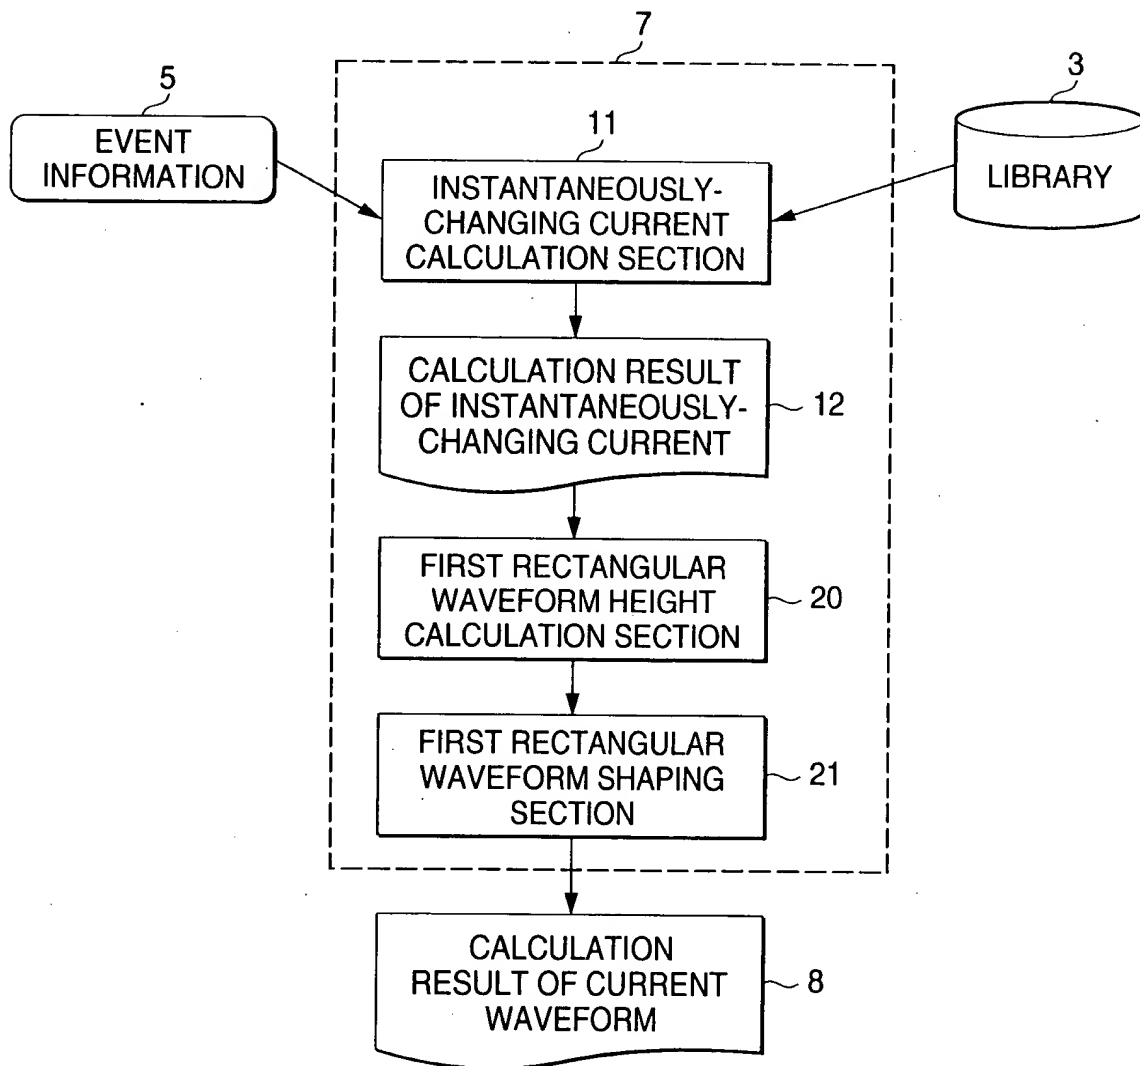 7
5
EVENT
INFORMATION
3
LIBRARY
11
INSTANTANEOUSLY-
CHANGING CURRENT
CALCULATION SECTION
CALCULATION RESULT
OF INSTANTANEOUSLY-
CHANGING CURRENT
12
FIRST RECTANGULAR
WAVEFORM HEIGHT
CALCULATION SECTION
20
FIRST RECTANGULAR
WAVEFORM SHAPING
SECTION
21
CALCULATION
RESULT OF CURRENT
WAVEFORM
8